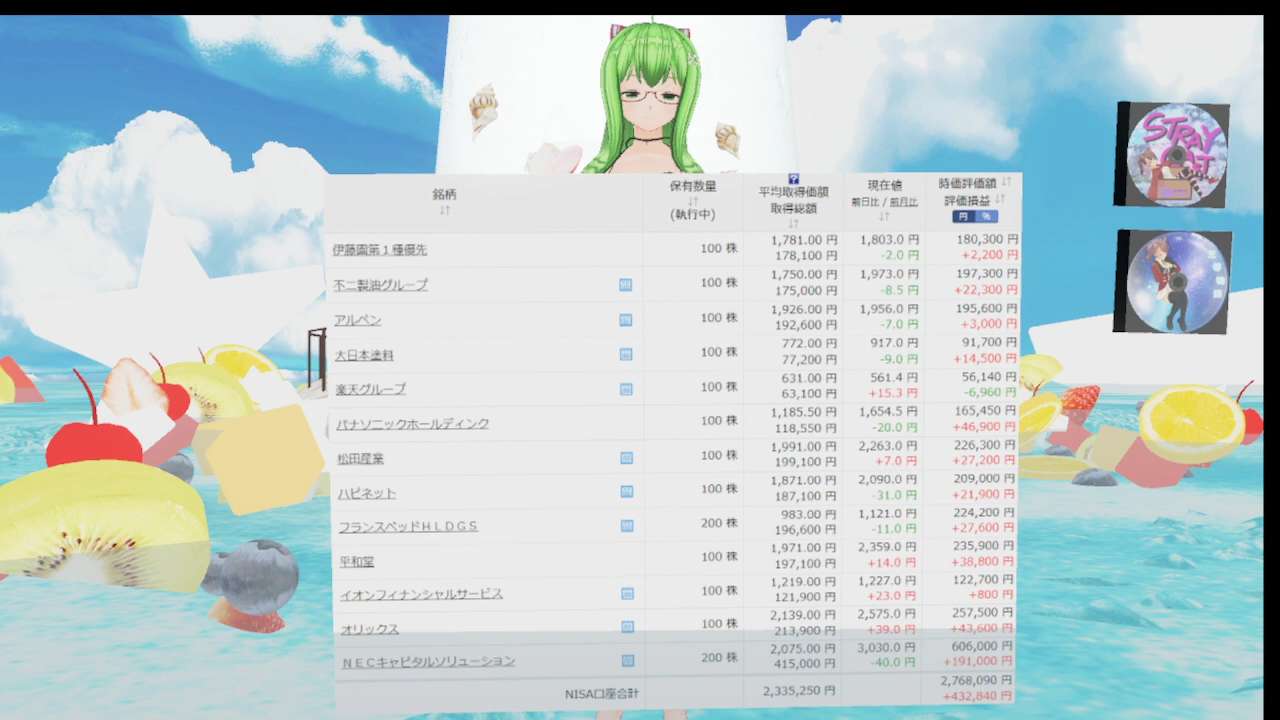 STRAY
銘柄
保有数量
(執行中)
?
平均取得価額
取得総額
現在値
前日比 / 前月比
時価評価額
評価損益
円 %
伊藤園第1種優先 100 株 1,781.00 円 1,803.0 円 180,300 円
178,100 円 -2.0 円 +2,200 円
不二製油グループ 100 株 1,750.00 円 1,973.0 円 197,300 円
175,000 円 -8.5 円 +22,300 円
アルペン 100 株 1,926.00 円 1,956.0 円 195,600 円
192,600 円 -7.0 円 +3,000 円
大日本塗料 100 株 772.00 円 917.0 円 91,700 円
77,200 円 -9.0 円 +14,500 円
楽天グループ 100 株 631.00 円 561.4 円 56,140 円
63,100 円 +15.3 円 -6,960 円
パナソニックホールディング 100 株 1,185.50 円 1,654.5 円 165,450 円
118,550 円 -20.0 円 +46,900 円
松田産業 100 株 1,991.00 円 2,263.0 円 226,300 円
199,100 円 +7.0 円 +27,200 円
ハピネット 100 株 1,871.00 円 2,090.0 円 209,000 円
187,100 円 -31.0 円 +21,900 円
フランスベッドHLDGS 200 株 983.00 円 1,121.0 円 224,200 円
196,600 円 -11.0 円 +27,600 円
平和堂 100 株 1,971.00 円 2,359.0 円 235,900 円
197,100 円 +14.0 円 +38,800 円
イオンフィナンシャルサービス 100 株 1,219.00 円 1,227.0 円 122,700 円
121,900 円 +23.0 円 +800 円
オリックス 100 株 2,139.00 円 2,575.0 円 257,500 円
213,900 円 +39.0 円 +43,600 円
NECキャピタルソリューション 200 株 2,075.00 円 3,030.0 円 606,000 円
415,000 円 -40.0 円 +191,000 円
NISA口座合計 2,335,250 円 2,768,090 円
+432,840 円